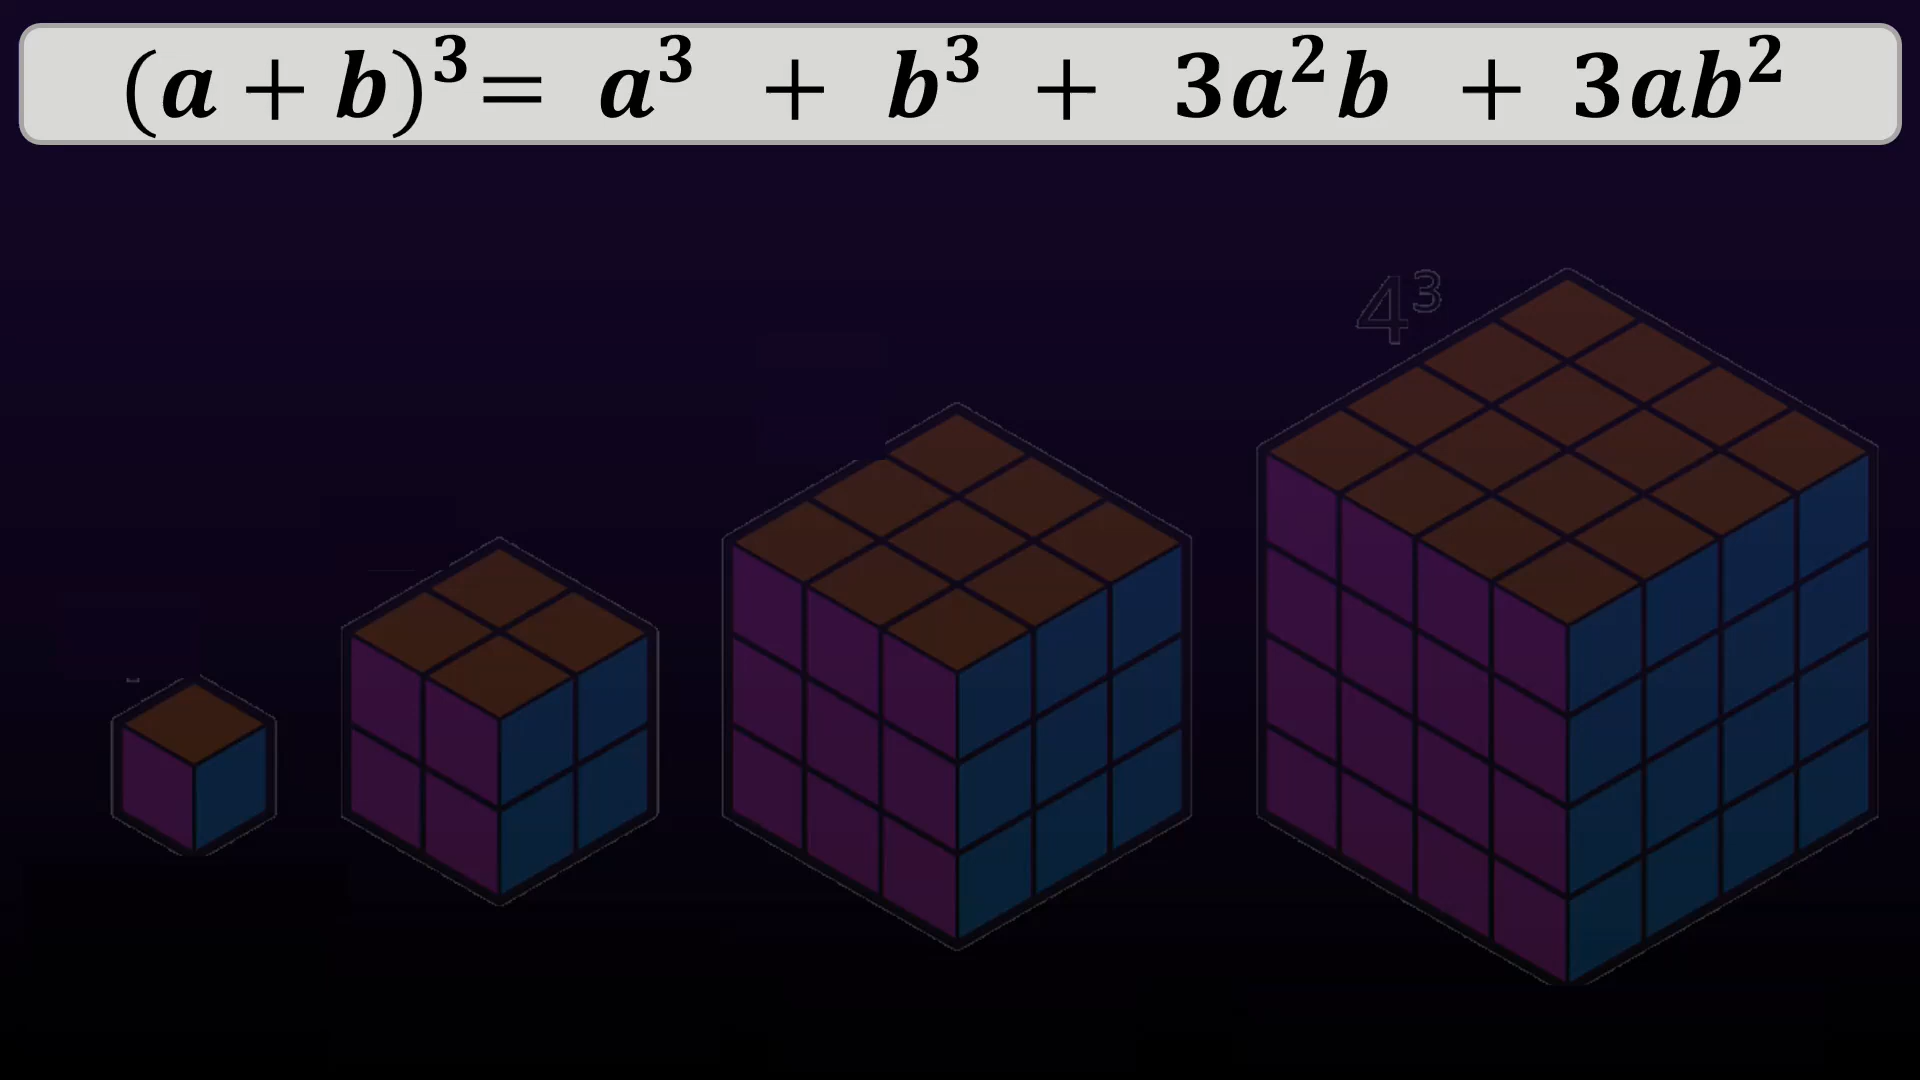 (a + b)³ = a³ + b³ + 3a²b + 3ab²
4³